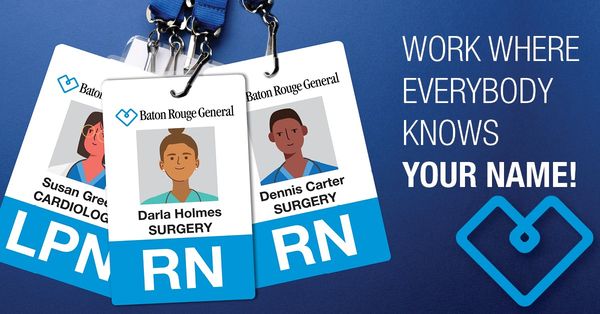 Baton Rouge General
Susan Gree
CARDIOLOG
LPN
Baton Rouge General
Darla Holmes
SURGERY
RN
Baton Rouge General
Dennis Carter
SURGERY
RN
WORK WHERE
EVERYBODY
KNOWS
YOUR NAME!